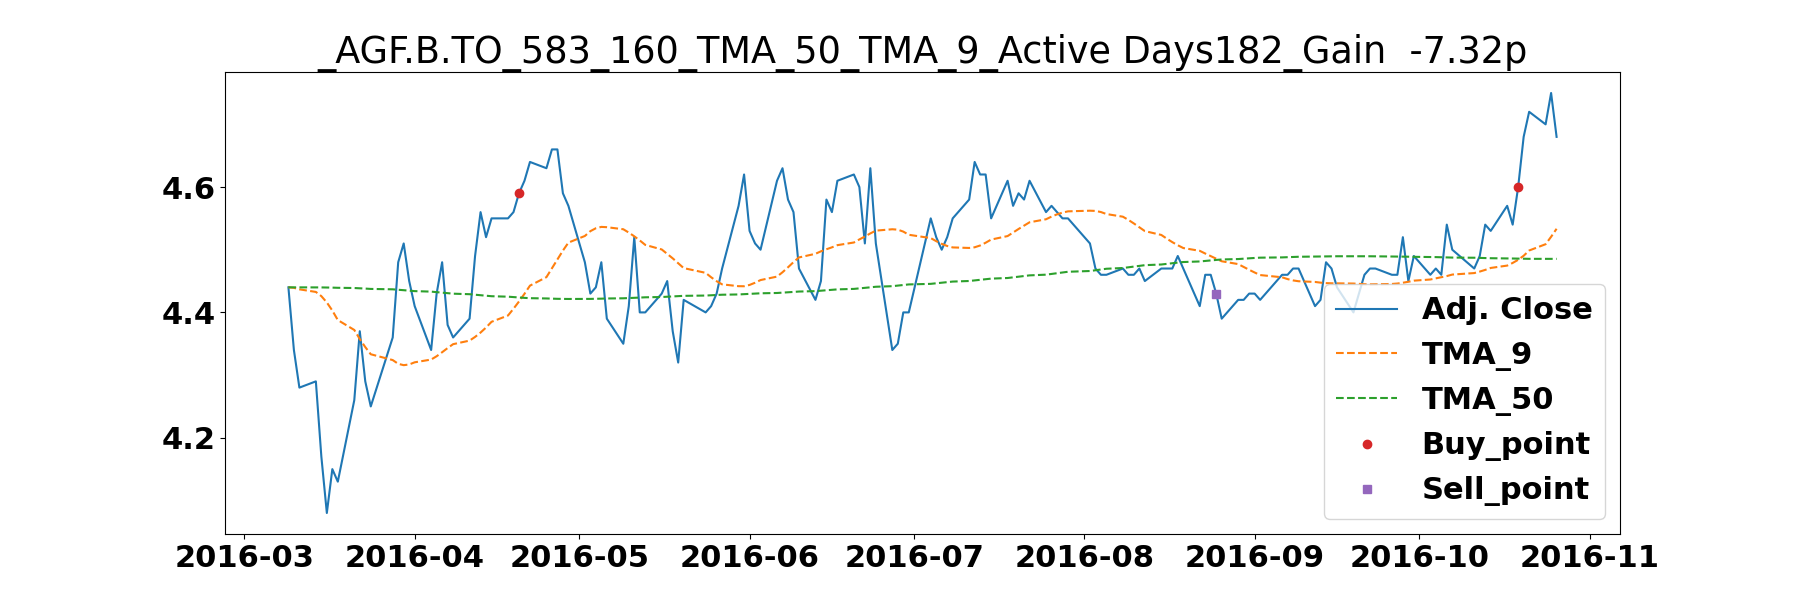 _AGF.B.TO_583_160_TMA_50_TMA_9_Active Days182_Gain  -7.32p
4.6
4.4
4.2
Adj. Close
TMA_9
TMA_50
Buy_point
Sell_point
2016-03 2016-04 2016-05 2016-06 2016-07 2016-08 2016-09 2016-10 2016-11